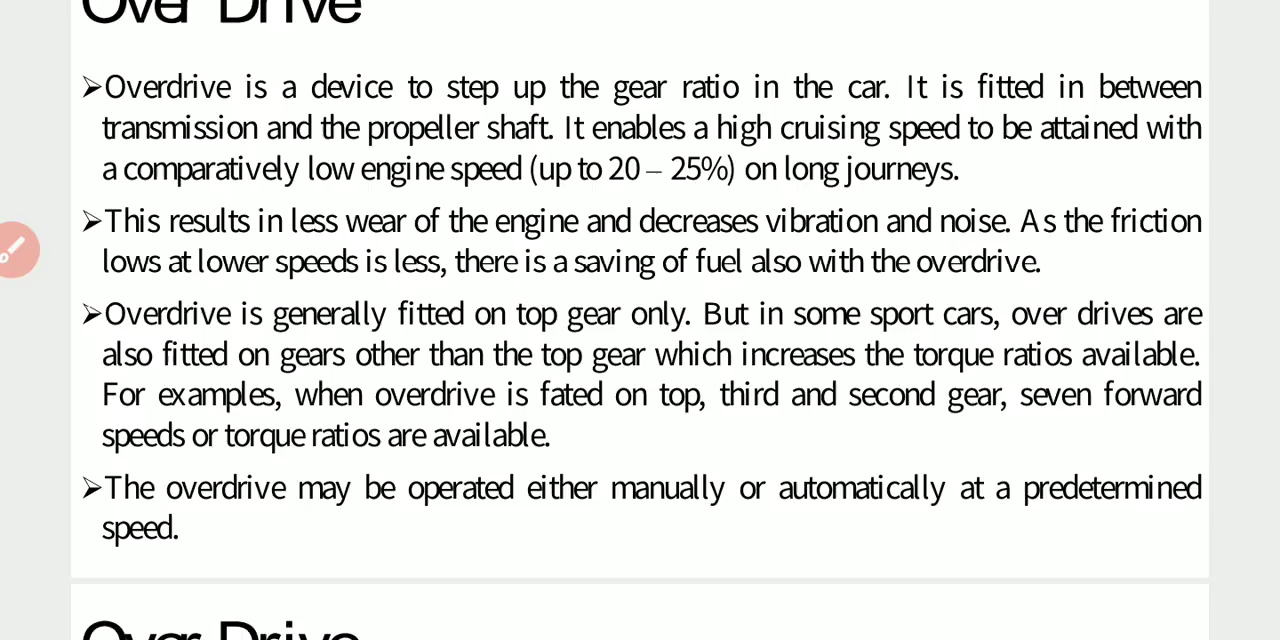 Over Drive
➢Overdrive is a device to step up the gear ratio in the car. It is fitted in between
transmission and the propeller shaft. It enables a high cruising speed to be attained with
a comparatively low engine speed (up to 20 – 25%) on long journeys.
➢This results in less wear of the engine and decreases vibration and noise. As the friction
lows at lower speeds is less, there is a saving of fuel also with the overdrive.
➢Overdrive is generally fitted on top gear only. But in some sport cars, over drives are
also fitted on gears other than the top gear which increases the torque ratios available.
For examples, when overdrive is fated on top, third and second gear, seven forward
speeds or torque ratios are available.
➢The overdrive may be operated either manually or automatically at a predetermined
speed.
Over Drive